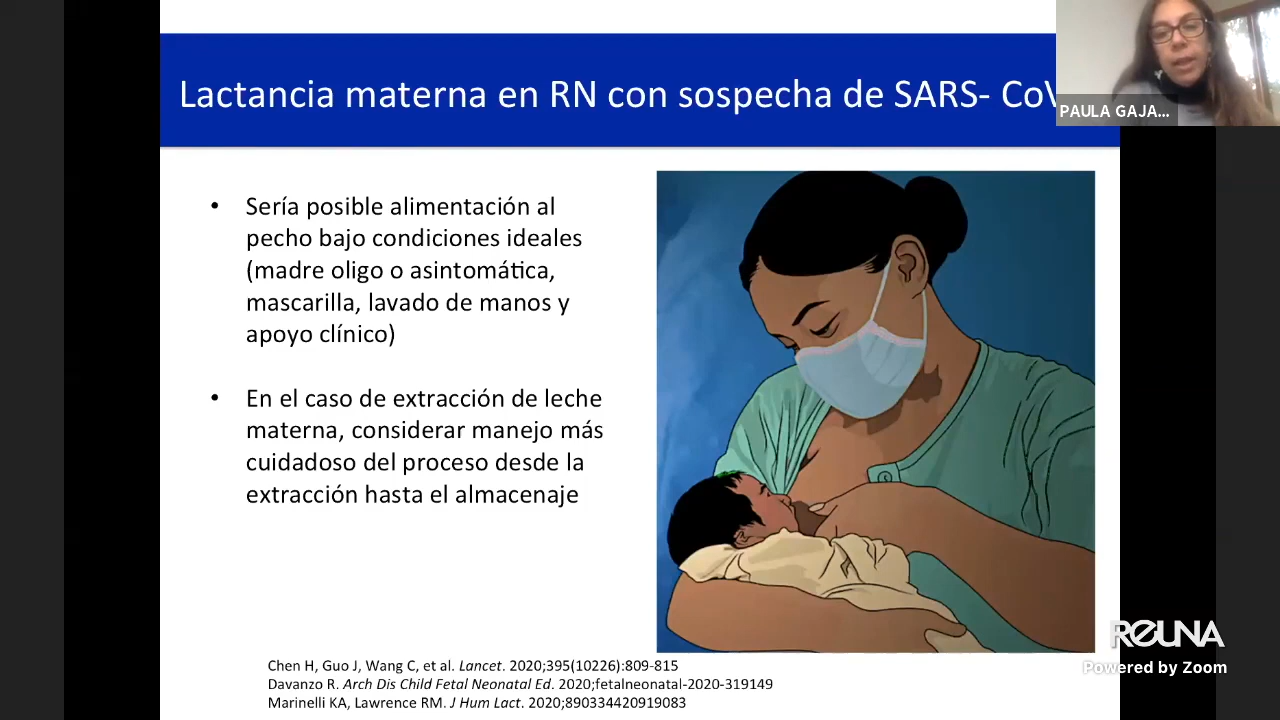 Lactancia materna en RN con sospecha de SARS- CoV
PAULA GAJA...
• Sería posible alimentación al
pecho bajo condiciones ideales
(madre oligo o asintomática,
mascarilla, lavado de manos y
apoyo clínico)
• En el caso de extracción de leche
materna, considerar manejo más
cuidadoso del proceso desde la
extracción hasta el almacenaje
Chen H, Guo J, Wang C, et al. Lancet. 2020;395(10226):809-815
Davanzo R. Arch Dis Child Fetal Neonatal Ed. 2020;fetalneonatal-2020-319149
Marinelli KA, Lawrence RM. J Hum Lact. 2020;890334420919083
REUNA
Powered by Zoom